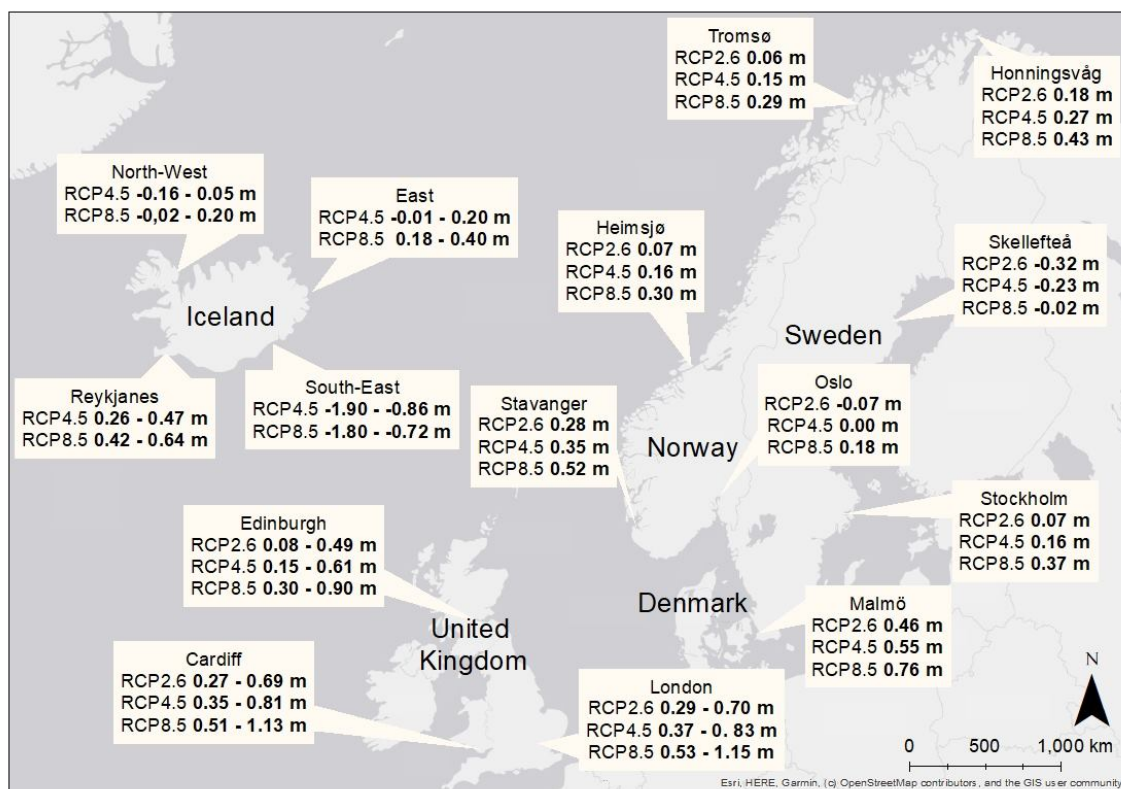 Tromsø
RCP2.6 0.06 m
RCP4.5 0.15 m
RCP8.5 0.29 m
Honningsvåg
RCP2.6 0.18 m
RCP4.5 0.27 m
RCP8.5 0.43 m
North-West
RCP4.5 -0.16 - 0.05 m
RCP8.5 -0,02 - 0.20 m
East
RCP4.5 -0.01 - 0.20 m
RCP8.5 0.18 - 0.40 m
Heimsjø
RCP2.6 0.07 m
RCP4.5 0.16 m
RCP8.5 0.30 m
Skellefteå
RCP2.6 -0.32 m
RCP4.5 -0.23 m
RCP8.5 -0.02 m
Iceland
Sweden
Reykjanes
RCP4.5 0.26 - 0.47 m
RCP8.5 0.42 - 0.64 m
South-East
RCP4.5 -1.90 - -0.86 m
RCP8.5 -1.80 - -0.72 m
Stavanger
RCP2.6 0.28 m
RCP4.5 0.35 m
RCP8.5 0.52 m
Norway
Oslo
RCP2.6 -0.07 m
RCP4.5 0.00 m
RCP8.5 0.18 m
Edinburgh
RCP2.6 0.08 - 0.49 m
RCP4.5 0.15 - 0.61 m
RCP8.5 0.30 - 0.90 m
Stockholm
RCP2.6 0.07 m
RCP4.5 0.16 m
RCP8.5 0.37 m
Denmark
Malmö
RCP2.6 0.46 m
RCP4.5 0.55 m
RCP8.5 0.76 m
United
Kingdom
Cardiff
RCP2.6 0.27 - 0.69 m
RCP4.5 0.35 - 0.81 m
RCP8.5 0.51 - 1.13 m
London
RCP2.6 0.29 - 0.70 m
RCP4.5 0.37 - 0. 83 m
RCP8.5 0.53 - 1.15 m
N
0 500 1,000 km
Esri, HERE, Garmin, (c) OpenStreetMap contributors, and the GIS user community